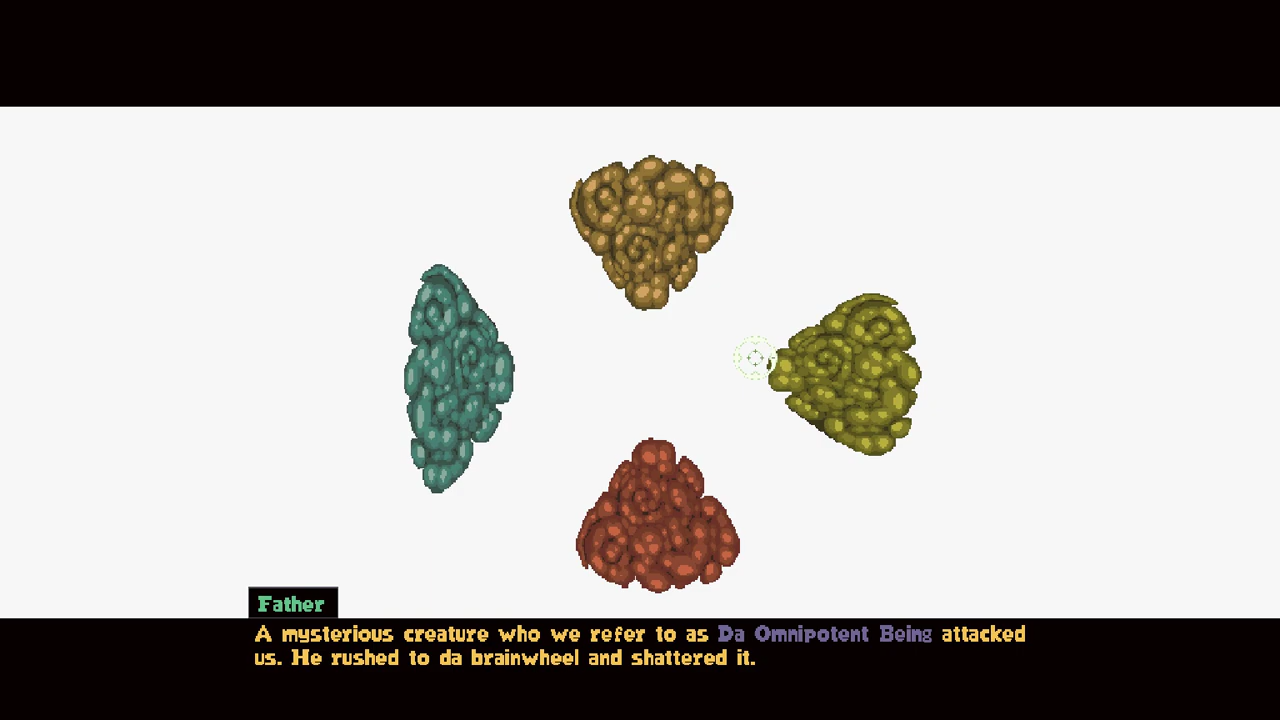 Father
A mysterious creature who we refer to as Da Omnipotent Being attacked
us. He rushed to da brainwheel and shattered it.